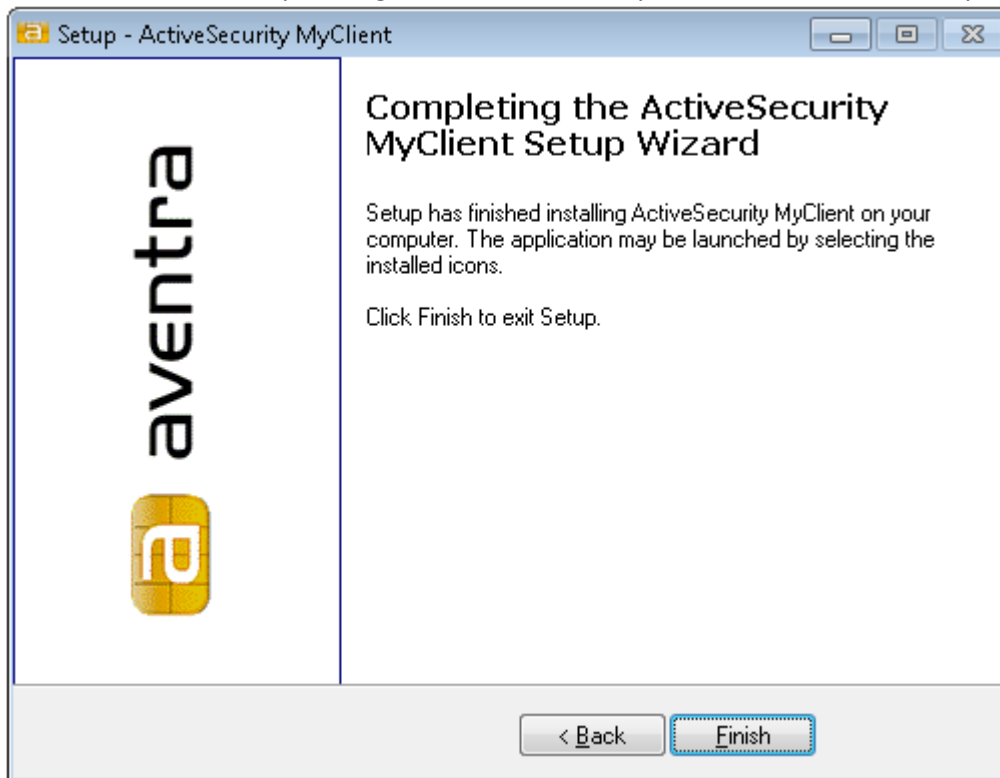 Setup - ActiveSecurity MyClient
Completing the ActiveSecurity
MyClient Setup Wizard
Setup has finished installing ActiveSecurity MyClient on your
computer. The application may be launched by selecting the
installed icons.
Click Finish to exit Setup.
aventra
a
< Back
Finish